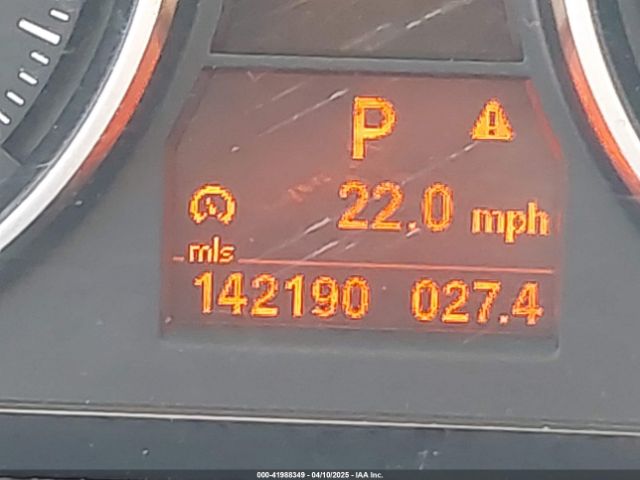 P
22.0 mph
mls
142190 027.4
000-41988349 - 04/10/2025 - IAA Inc.